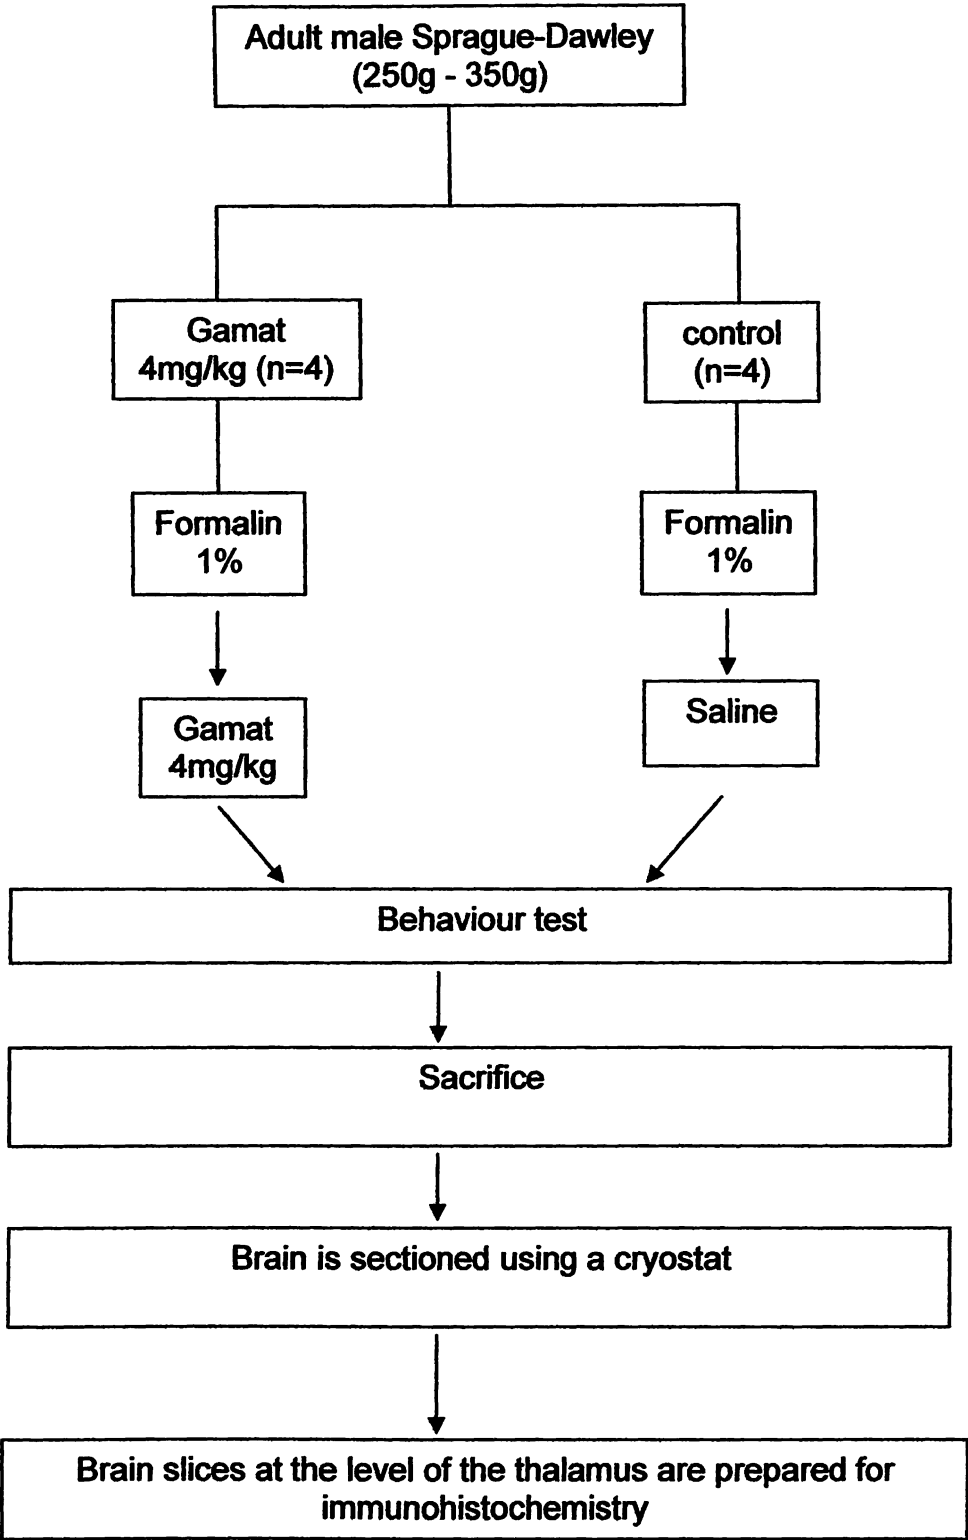 Adult male Sprague-Dawley
(250g - 350g)
Gamat
4mg/kg (n=4)
control
(n=4)
Formalin
1%
Formalin
1%
Gamat
4mg/kg
Saline
Behaviour test
Sacrifice
Brain is sectioned using a cryostat
Brain slices at the level of the thalamus are prepared for
immunohistochemistry